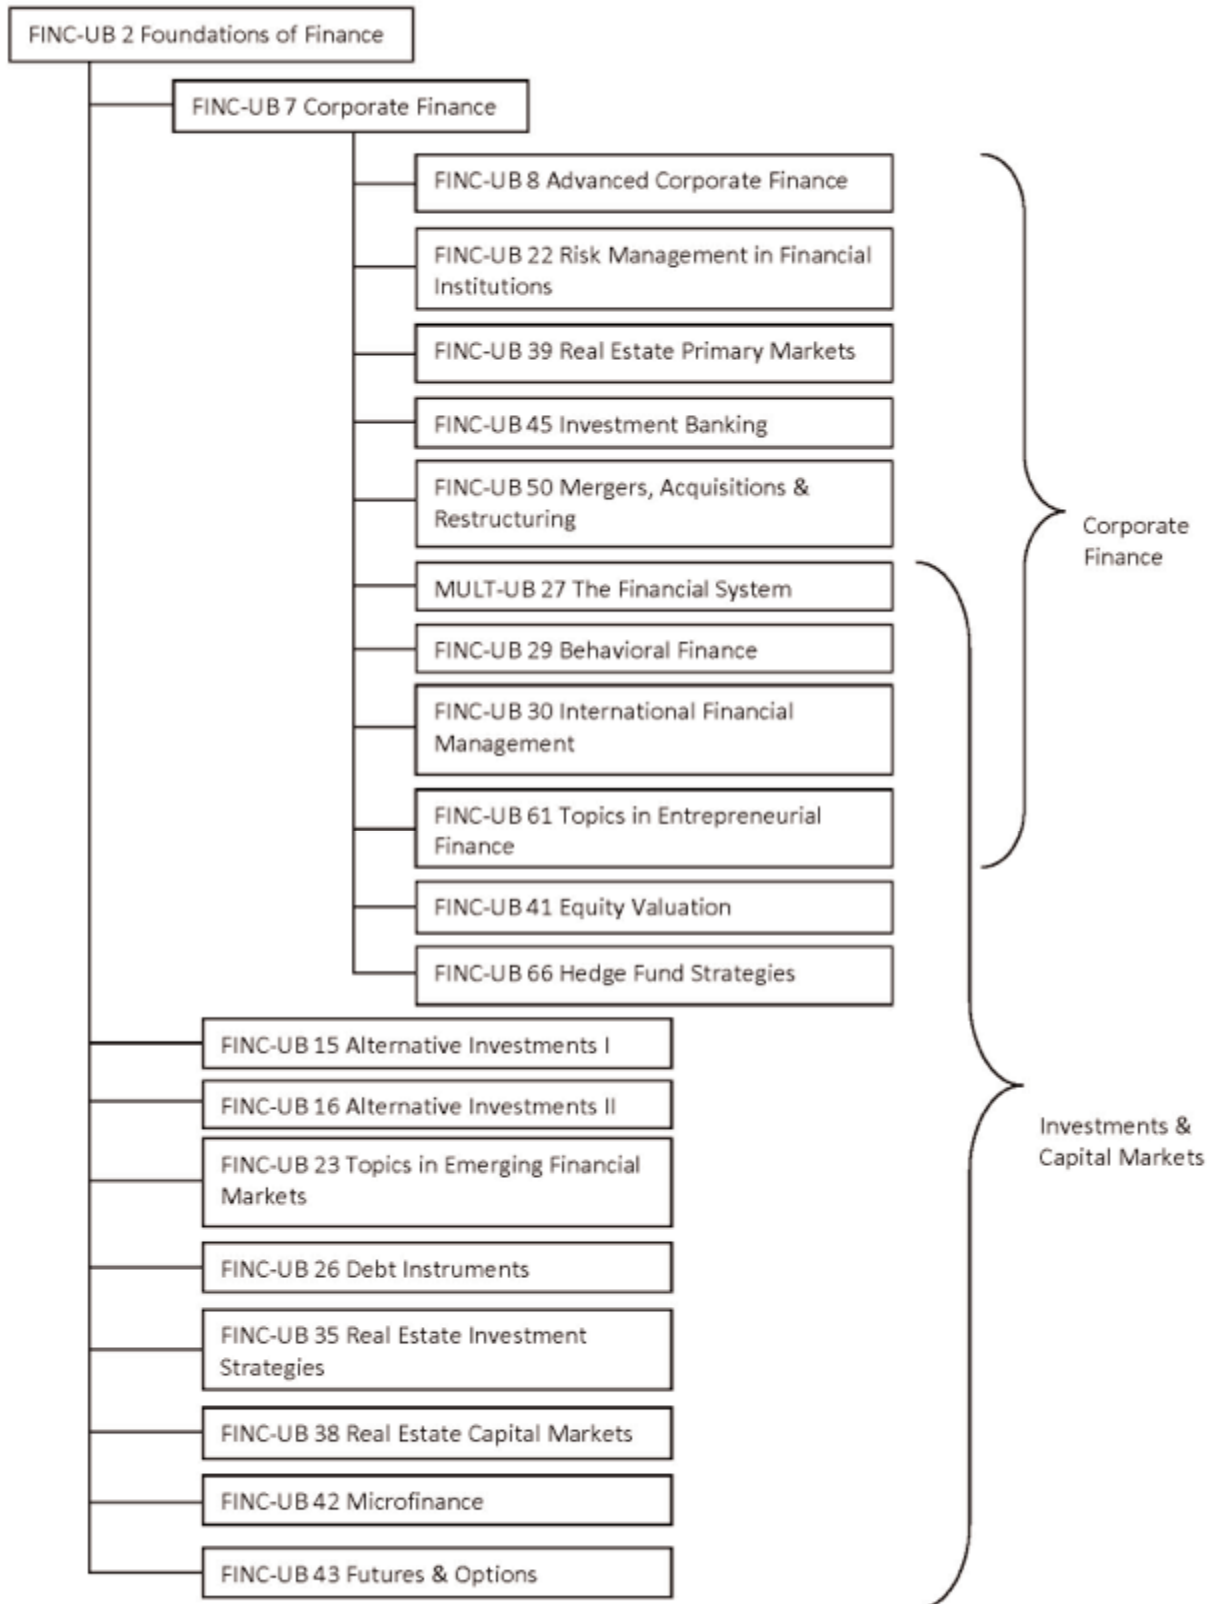 FINC-UB 2 Foundations of Finance
FINC-UB 7 Corporate Finance
FINC-UB 8 Advanced Corporate Finance
FINC-UB 22 Risk Management in Financial
Institutions
FINC-UB 39 Real Estate Primary Markets
FINC-UB 45 Investment Banking
FINC-UB 50 Mergers, Acquisitions &
Restructuring
MULT-UB 27 The Financial System
FINC-UB 29 Behavioral Finance
FINC-UB 30 International Financial
Management
FINC-UB 61 Topics in Entrepreneurial
Finance
FINC-UB 41 Equity Valuation
FINC-UB 66 Hedge Fund Strategies
Corporate
Finance
FINC-UB 15 Alternative Investments I
FINC-UB 16 Alternative Investments II
FINC-UB 23 Topics in Emerging Financial
Markets
FINC-UB 26 Debt Instruments
FINC-UB 35 Real Estate Investment
Strategies
FINC-UB 38 Real Estate Capital Markets
FINC-UB 42 Microfinance
FINC-UB 43 Futures & Options
Investments &
Capital Markets